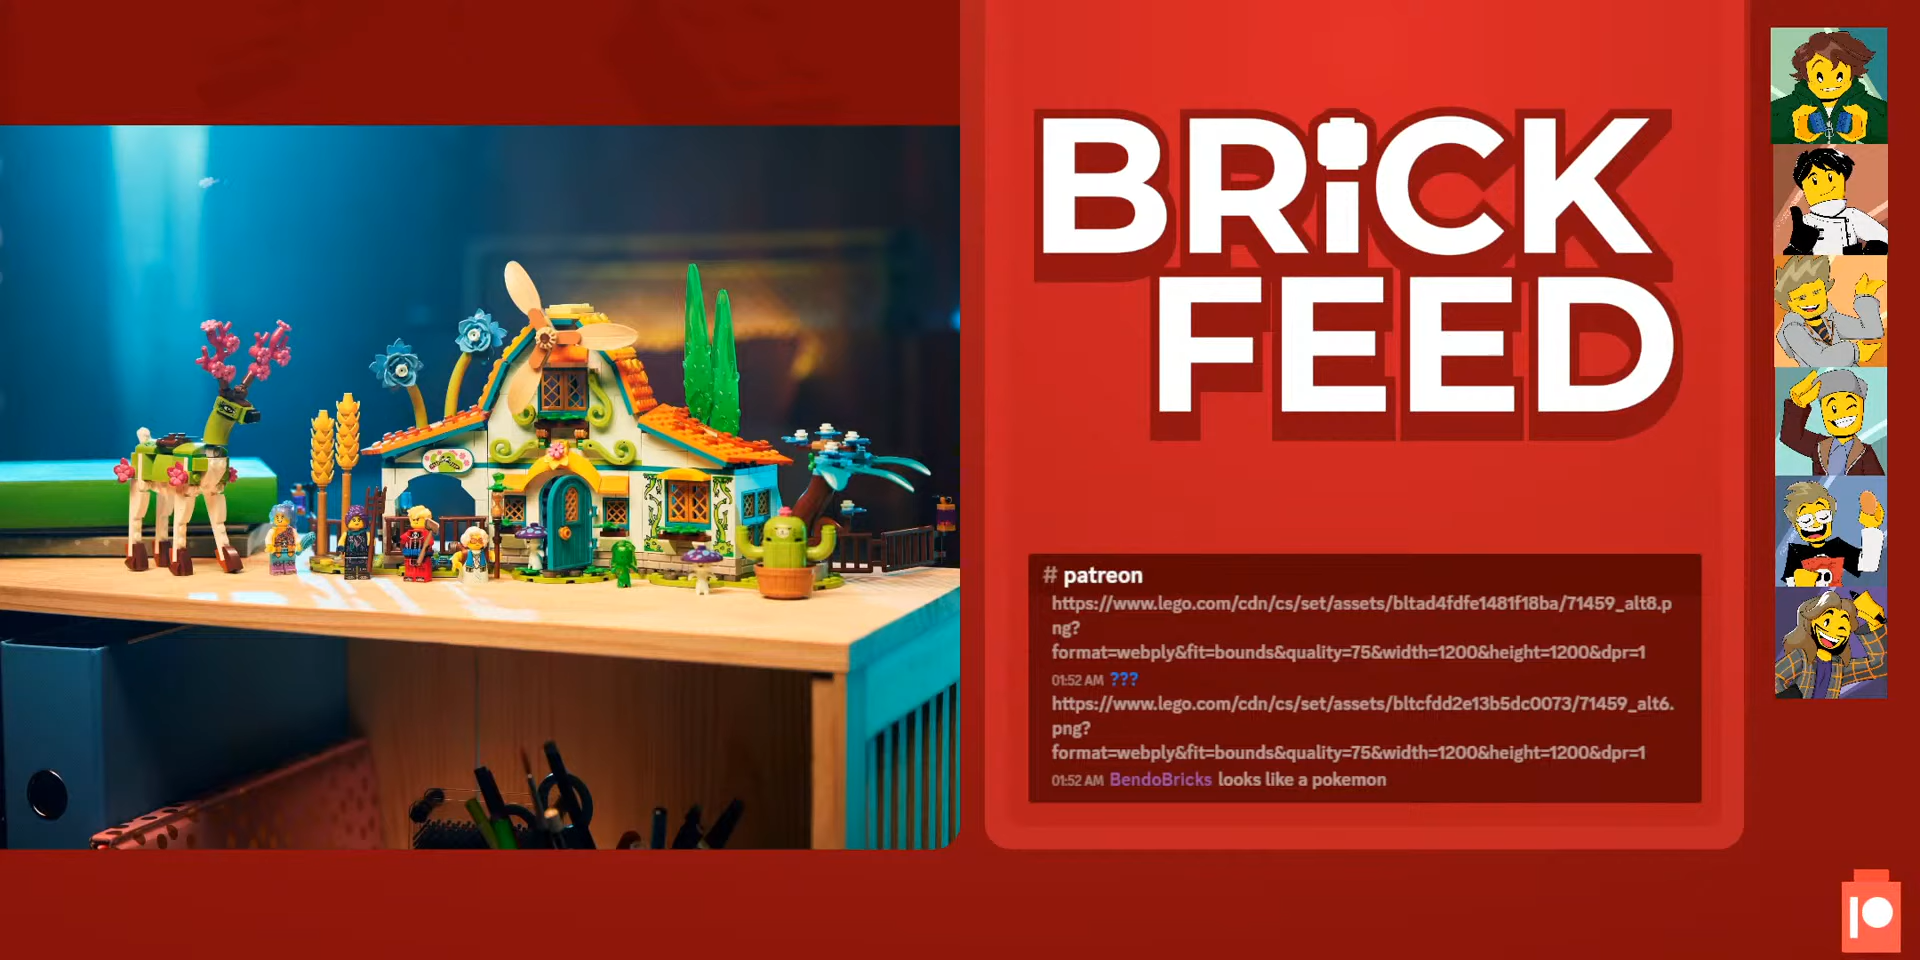 BRiCK
FEED
# patreon
https://www.lego.com/cdn/cs/set/assets/bltad4fdfe1481f18ba/71459_alt8.p
ng?
format=webply&fit=bounds&quality=75&width=1200&height=1200&dpr=1
01:52 AM ???
https://www.lego.com/cdn/cs/set/assets/bltcfdd2e13b5dc0073/71459_alt6.
png?
format=webply&fit=bounds&quality=75&width=1200&height=1200&dpr=1
01:52 AM BendoBricks looks like a pokemon